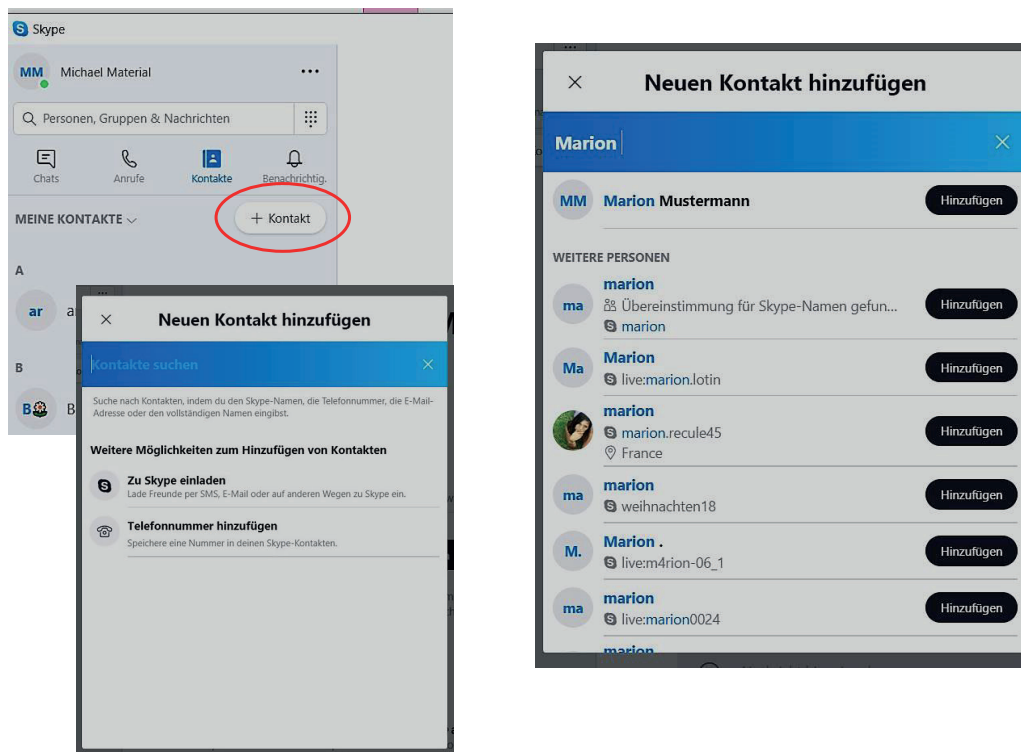 Skype
MM Michael Material
Personen, Gruppen & Nachrichten
Chats Anrufe Kontakte Benachrichtig.
MEINE KONTAKTE + Kontakt
A
ar
B
B
Neuen Kontakt hinzufügen
Kontakte suchen
Suche nach Kontakten, indem du den Skype-Namen, die Telefonnummer, die E-Mail-
Adresse oder den vollständigen Namen eingibst.
Weitere Möglichkeiten zum Hinzufügen von Kontakten
Zu Skype einladen
Lade Freunde per SMS, E-Mail oder auf anderen Wegen zu Skype ein.
Telefonnummer hinzufügen
Speichere eine Nummer in deinen Skype-Kontakten.
Neuen Kontakt hinzufügen
Marion
MM Marion Mustermann Hinzufügen
WEITERE PERSONEN
marion
ma Übereinstimmung für Skype-Namen gefun... Hinzufügen
marion
Marion
Ma live:marion.lotin Hinzufügen
marion
marion.recule45 Hinzufügen
France
marion
ma weihnachten18 Hinzufügen
Marion .
M. live:m4rion-06_1 Hinzufügen
marion
ma live:marion0024 Hinzufügen
marion